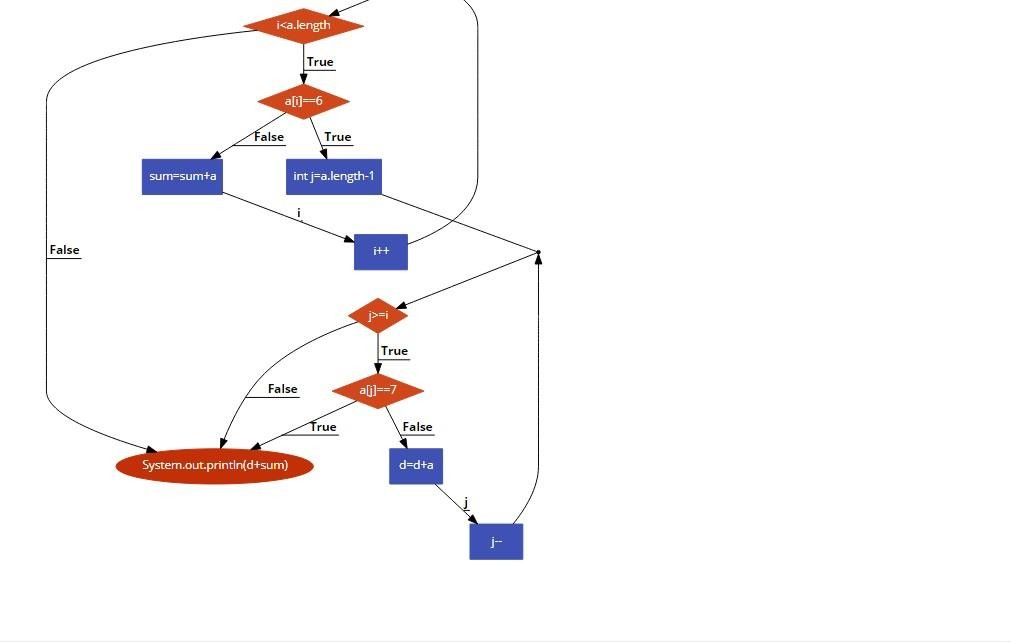 i<a.length
True
a[i]==6
False
True
sum=sum+a
int j=a.length-1
i
i++
False
j>=i
True
a[j]==7
False
True
False
System.out.println(d+sum)
d=d+a
j
j--